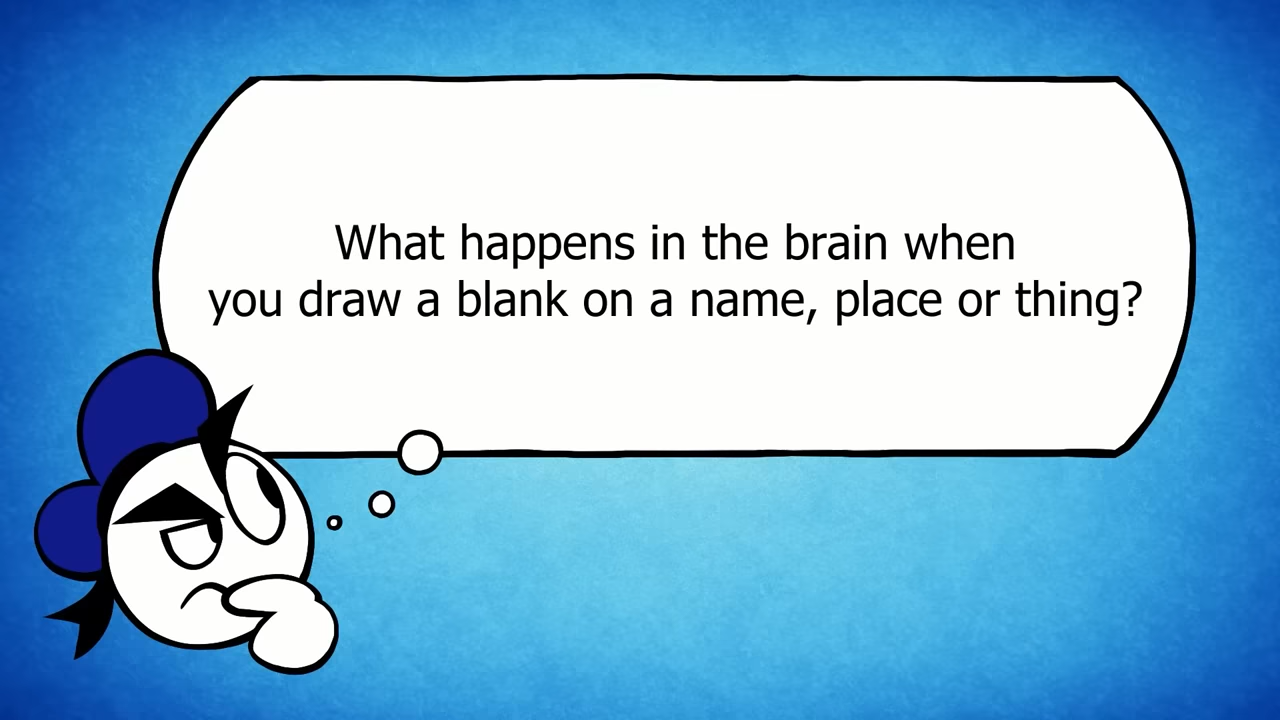 What happens in the brain when
you draw a blank on a name, place or thing?